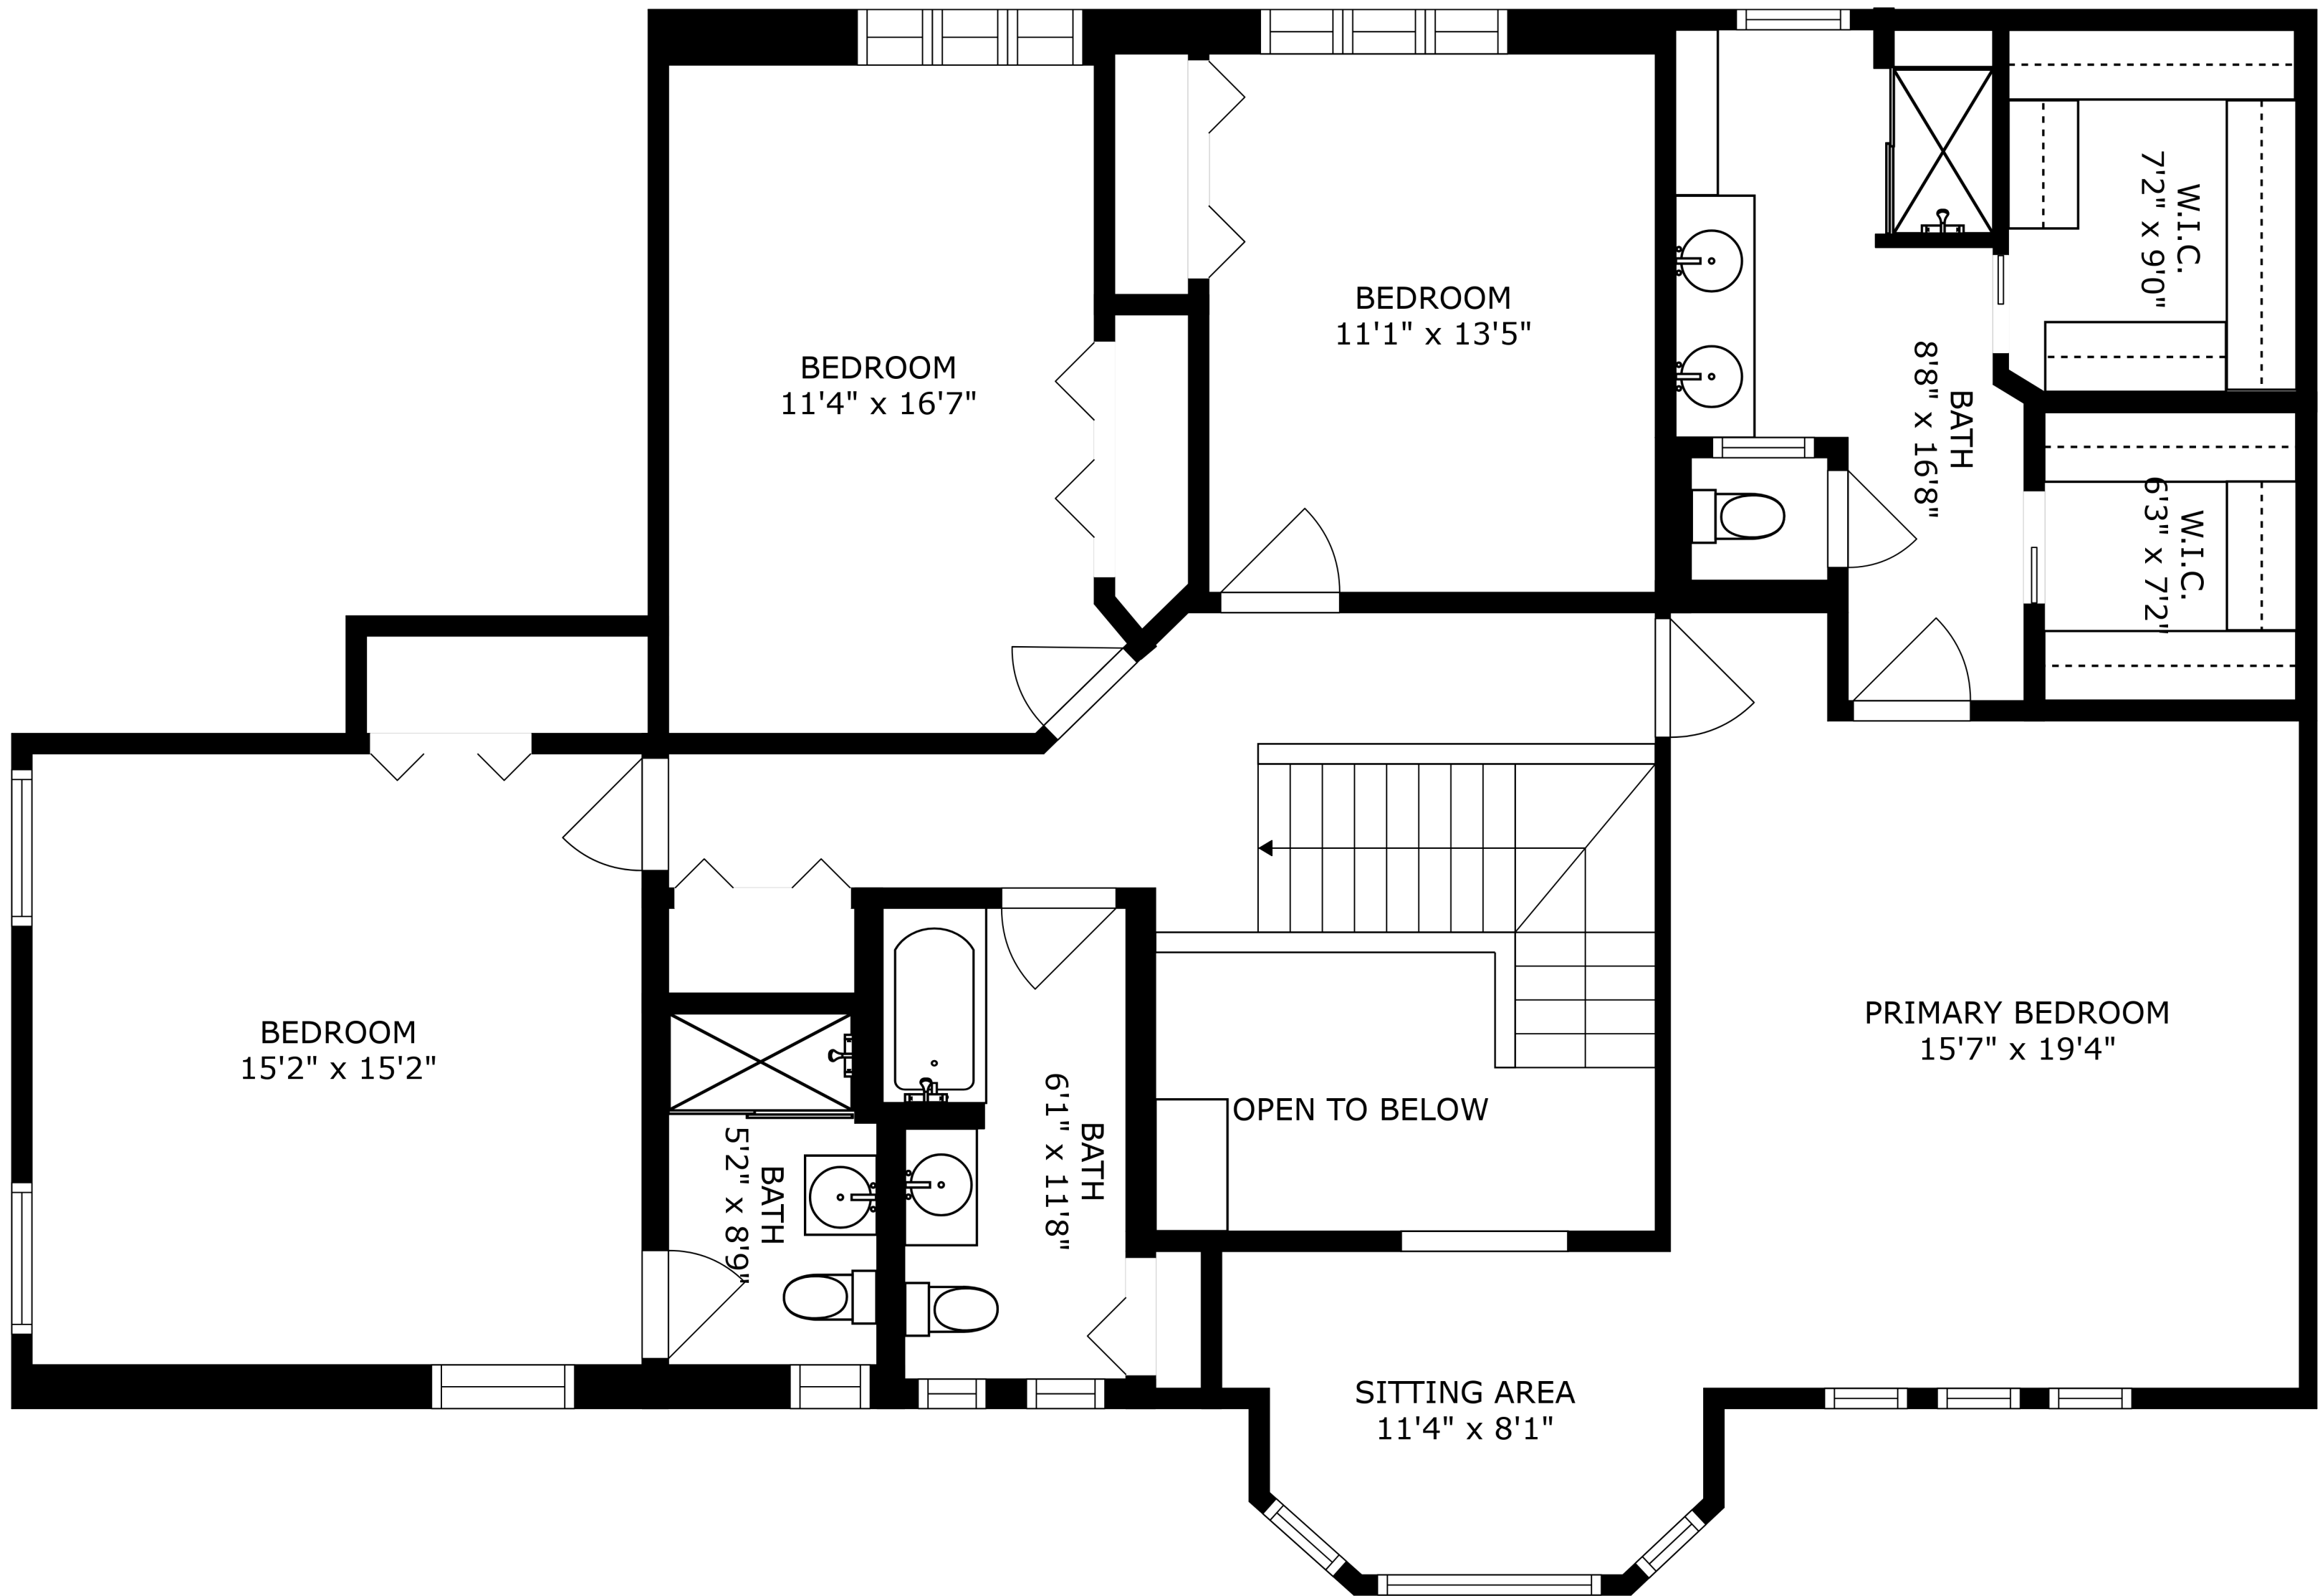 BEDROOM
11'4" x 16'7"
BEDROOM
11'1" x 13'5"
BATH
8'8" x 16'8"
W.I.C.
7'2" x 9'0"
W.I.C.
6'3" x 7'2"
BEDROOM
15'2" x 15'2"
BATH
5'2" x 8'9"
BATH
6'1" x 11'8"
OPEN TO BELOW
PRIMARY BEDROOM
15'7" x 19'4"
SITTING AREA
11'4" x 8'1"